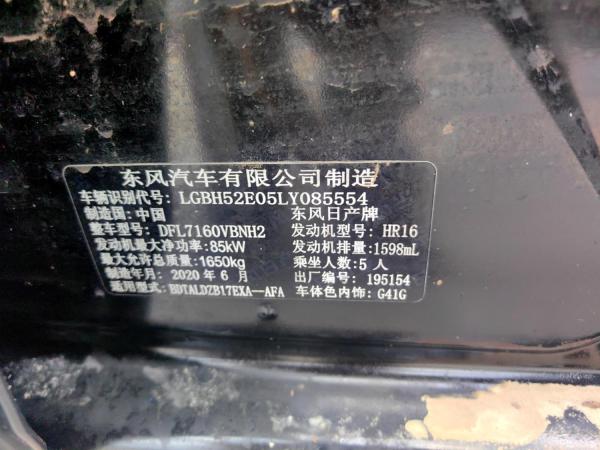 东风汽车有限公司制造
车辆识别代号: LGBH52E05LY085554
制造国: 中国 东风日产牌
整车型号: DFL7160VBNH2 发动机型号: HR16
发动机最大净功率: 85kW 发动机排量: 1598mL
最大允许总质量: 1650kg 乘坐人数: 5 人
制造年月: 2020 年 6 月 出厂编号: 195154
适用型式: BDTALDZB17EXA--AFA 车体色内饰: G41G